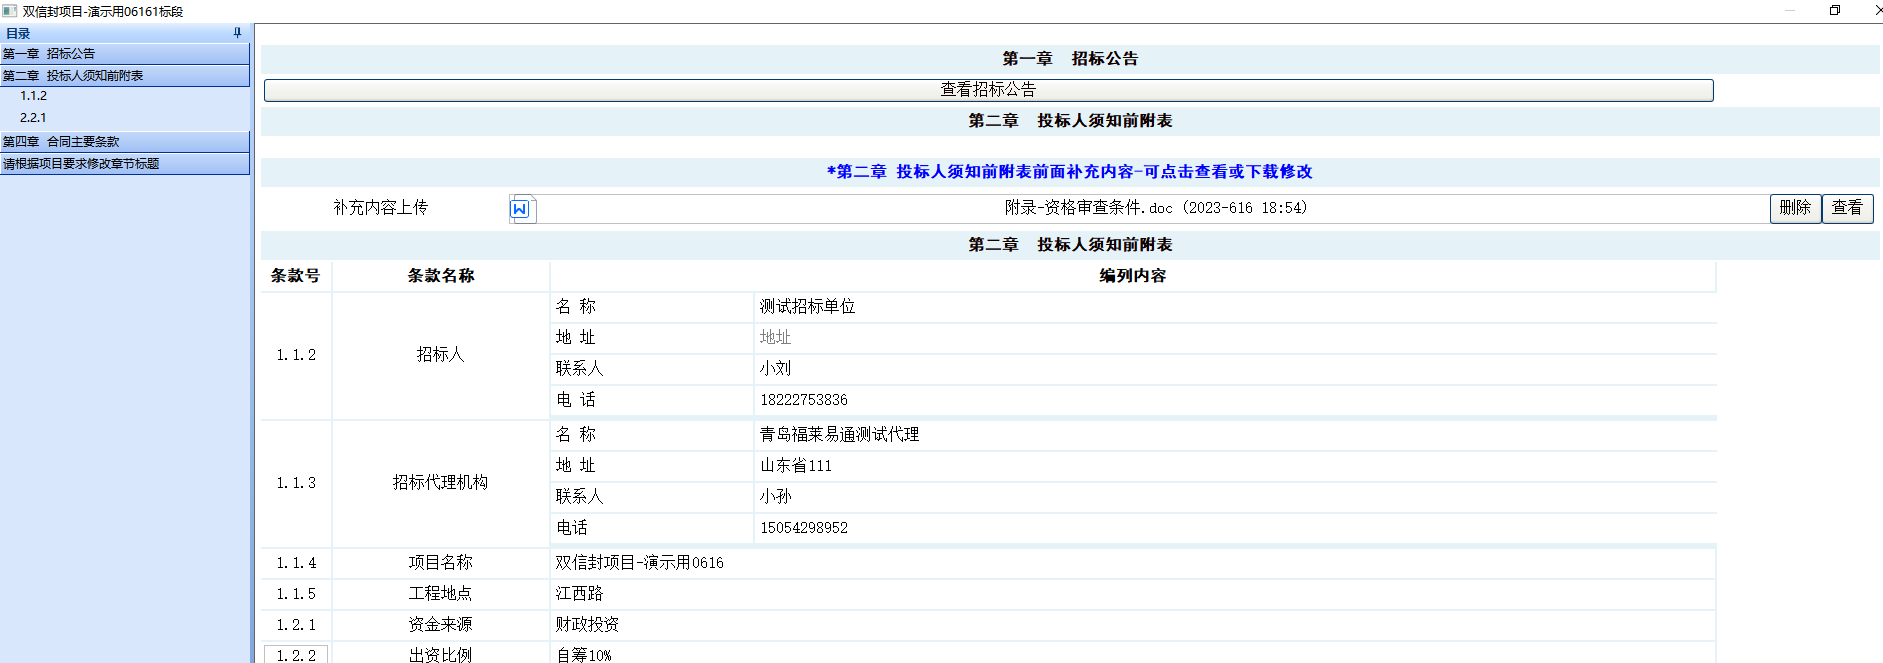 双信封项目-演示用06161标段
目录
第一章 招标公告
第二章 投标人须知前附表
1.1.2
2.2.1
第四章 合同主要条款
请根据项目要求修改章节标题
第一章 招标公告
查看招标公告
第二章 投标人须知前附表
*第二章 投标人须知前附表前面补充内容-可点击查看或下载修改
补充内容上传 W 附录-资格审查条件.doc (2023-616 18:54) 删除 查看
第二章 投标人须知前附表
条款号 条款名称 编列内容
1.1.2 招标人
名 称 测试招标单位
地 址 地址
联系人 小刘
电 话 18222753836
1.1.3 招标代理机构
名 称 青岛福莱易通测试代理
地 址 山东省111
联系人 小孙
电话 15054298952
1.1.4 项目名称 双信封项目-演示用0616
1.1.5 工程地点 江西路
1.2.1 资金来源 财政投资
1.2.2 出资比例 自筹10%